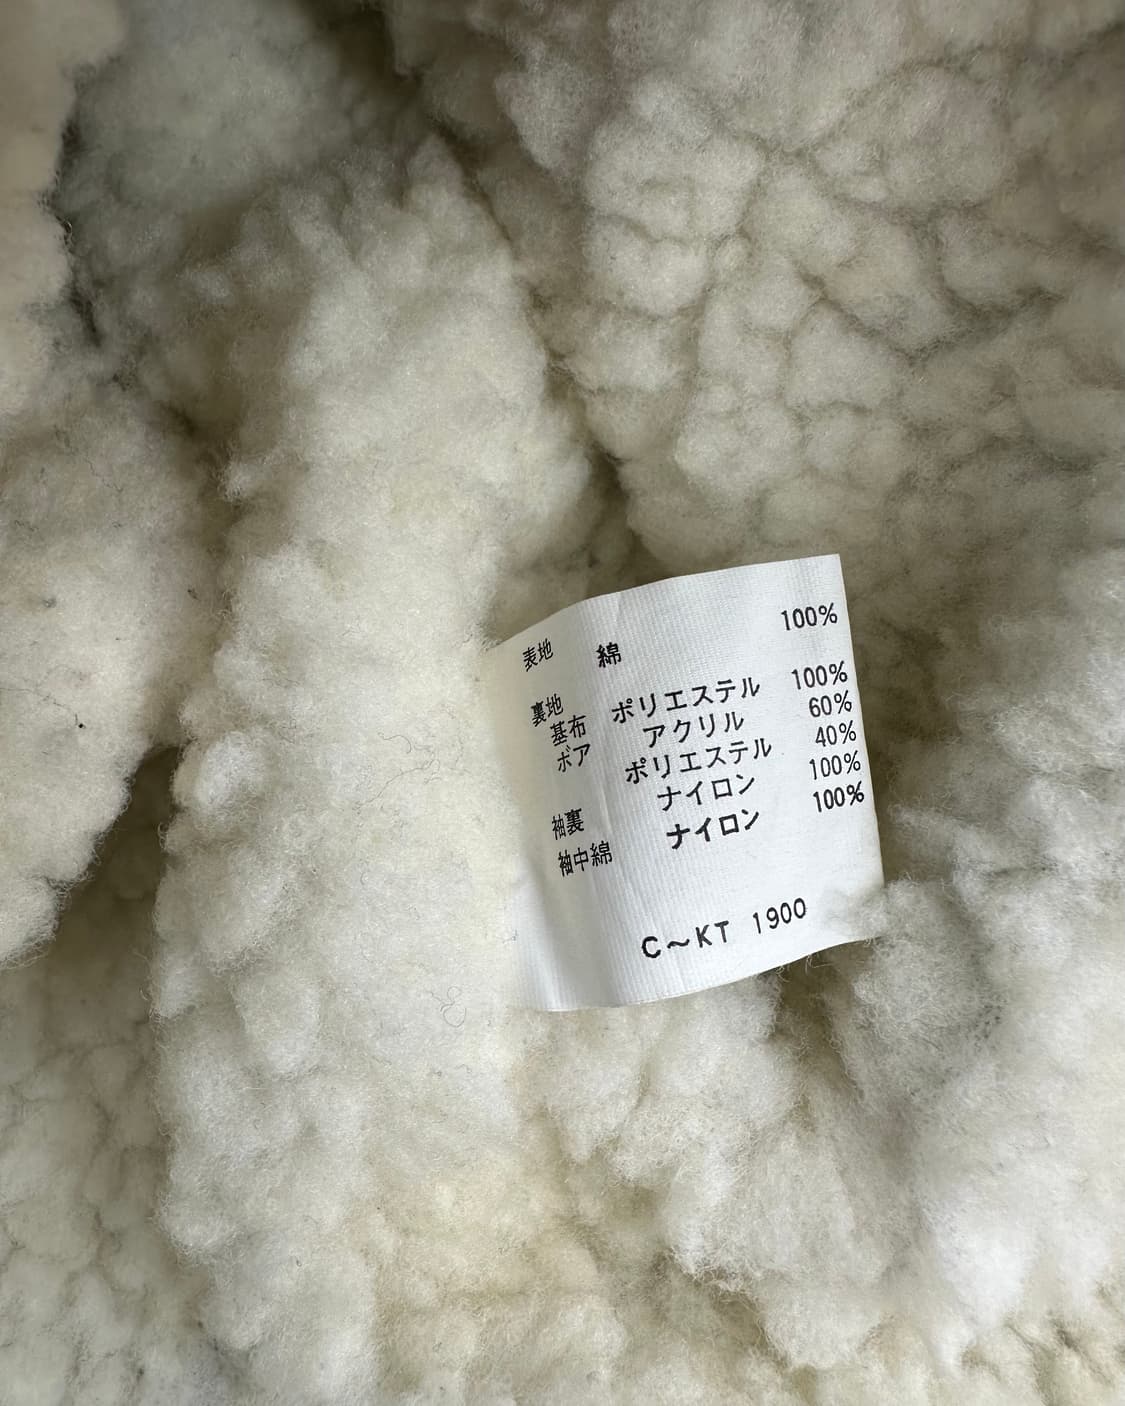 表地 綿 100%
裏地
基布 ポリエステル 100%
ボア アクリル 60%
ポリエステル 40%
袖裏 ナイロン 100%
袖中綿 ナイロン 100%
C～KT 1900